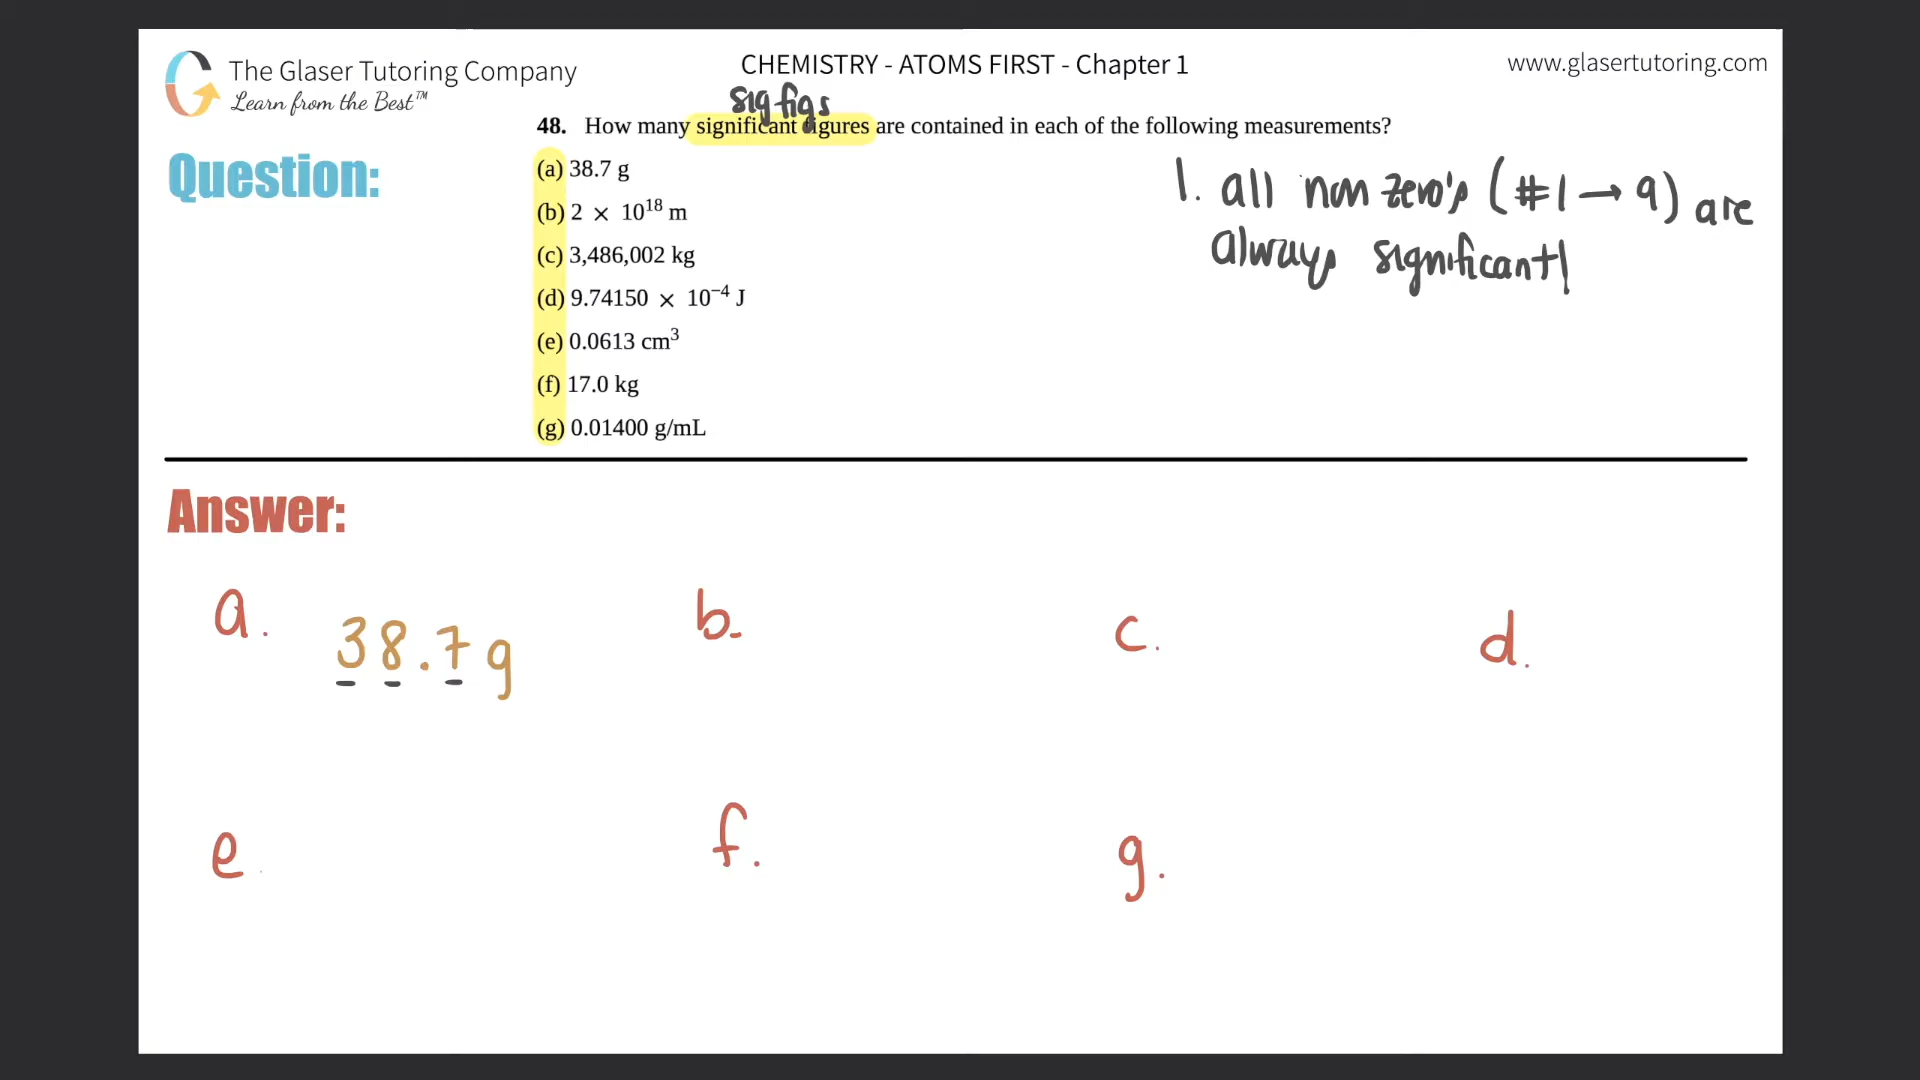 The Glaser Tutoring Company
Learn from the Best™
CHEMISTRY - ATOMS FIRST - Chapter 1
www.glasertutoring.com
sig figs
48. How many significant figures are contained in each of the following measurements?
Question:
(a) 38.7 g
(b) 2 × 10¹⁸ m
(c) 3,486,002 kg
(d) 9.74150 × 10⁻⁴ J
(e) 0.0613 cm³
(f) 17.0 kg
(g) 0.01400 g/mL
1. all non zero's (#1 → 9) are
always significant
Answer:
a. 38.7 g
b.
c.
d.
e.
f.
g.